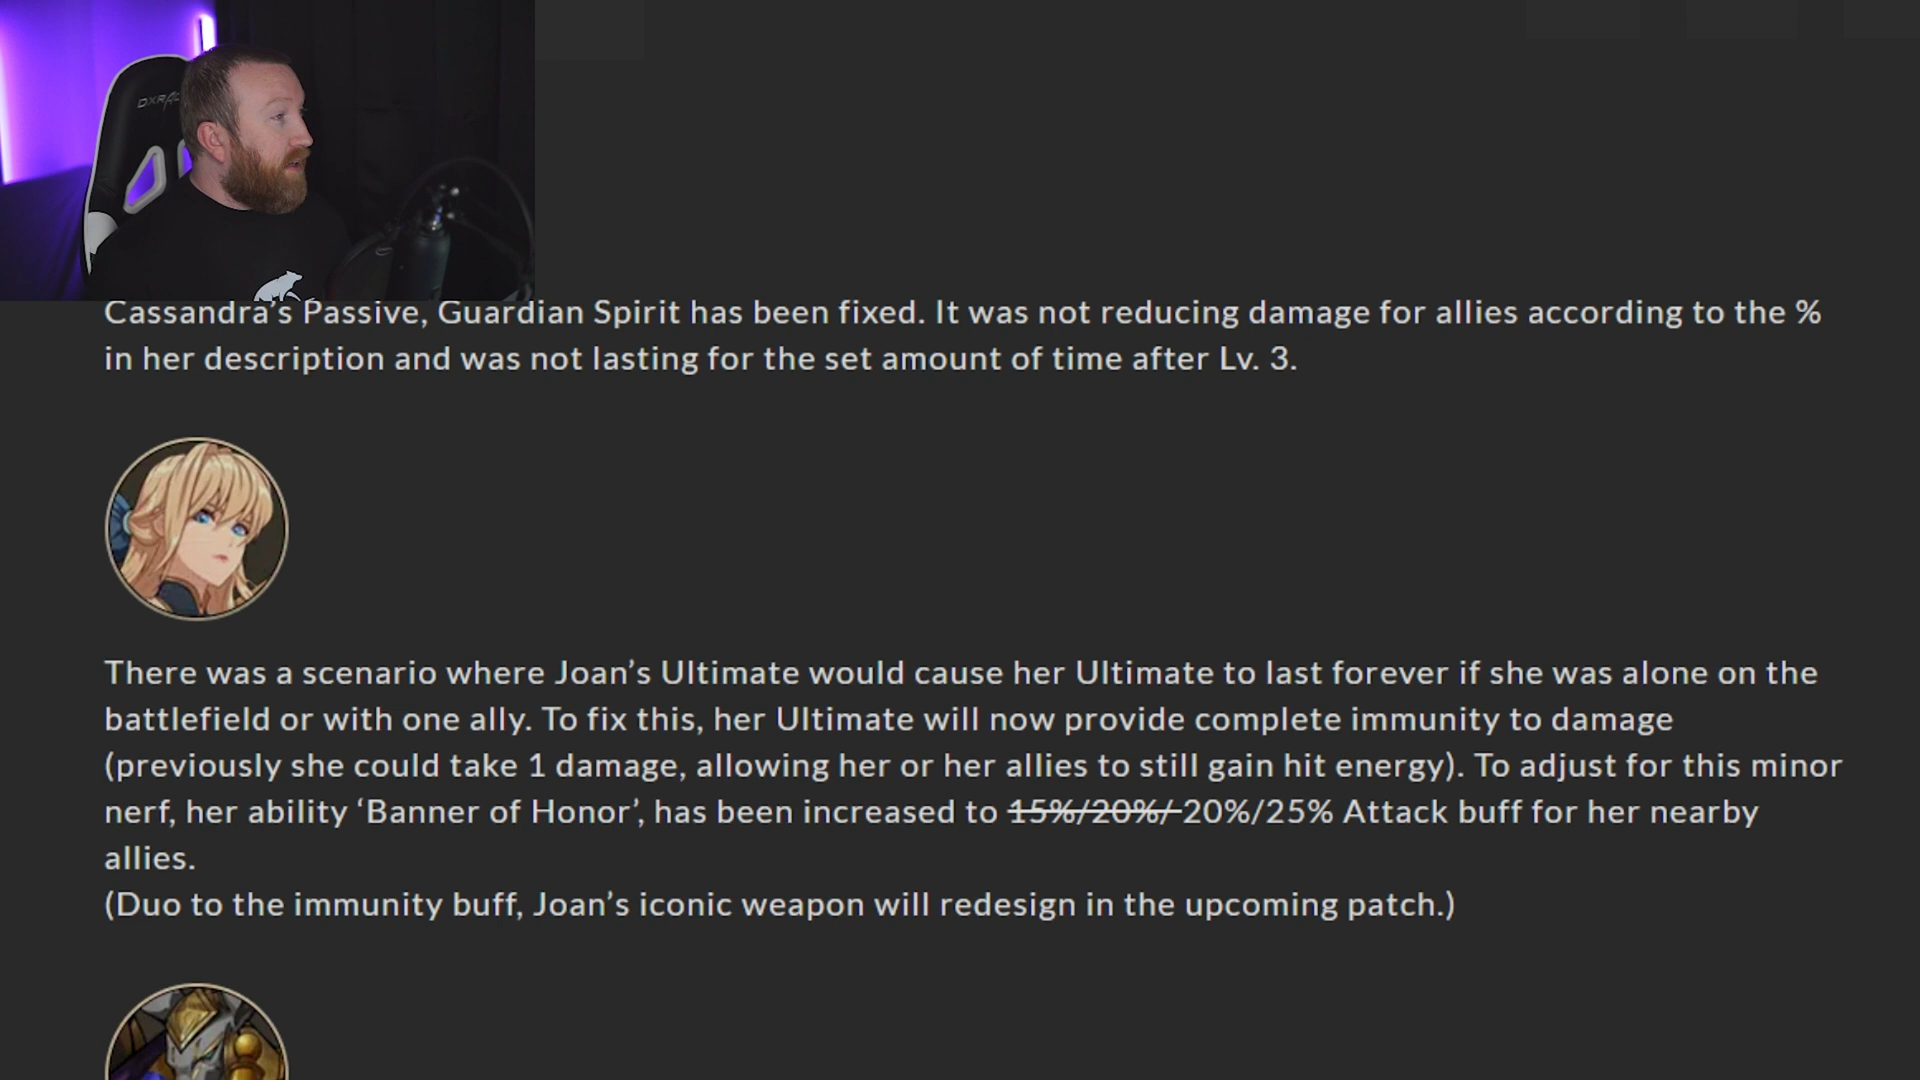 DXRAC
Cassandra’s Passive, Guardian Spirit has been fixed. It was not reducing damage for allies according to the %
in her description and was not lasting for the set amount of time after Lv. 3.
There was a scenario where Joan’s Ultimate would cause her Ultimate to last forever if she was alone on the
battlefield or with one ally. To fix this, her Ultimate will now provide complete immunity to damage
(previously she could take 1 damage, allowing her or her allies to still gain hit energy). To adjust for this minor
nerf, her ability ‘Banner of Honor’, has been increased to 15%/20%/ 20%/25% Attack buff for her nearby
allies.
(Duo to the immunity buff, Joan’s iconic weapon will redesign in the upcoming patch.)